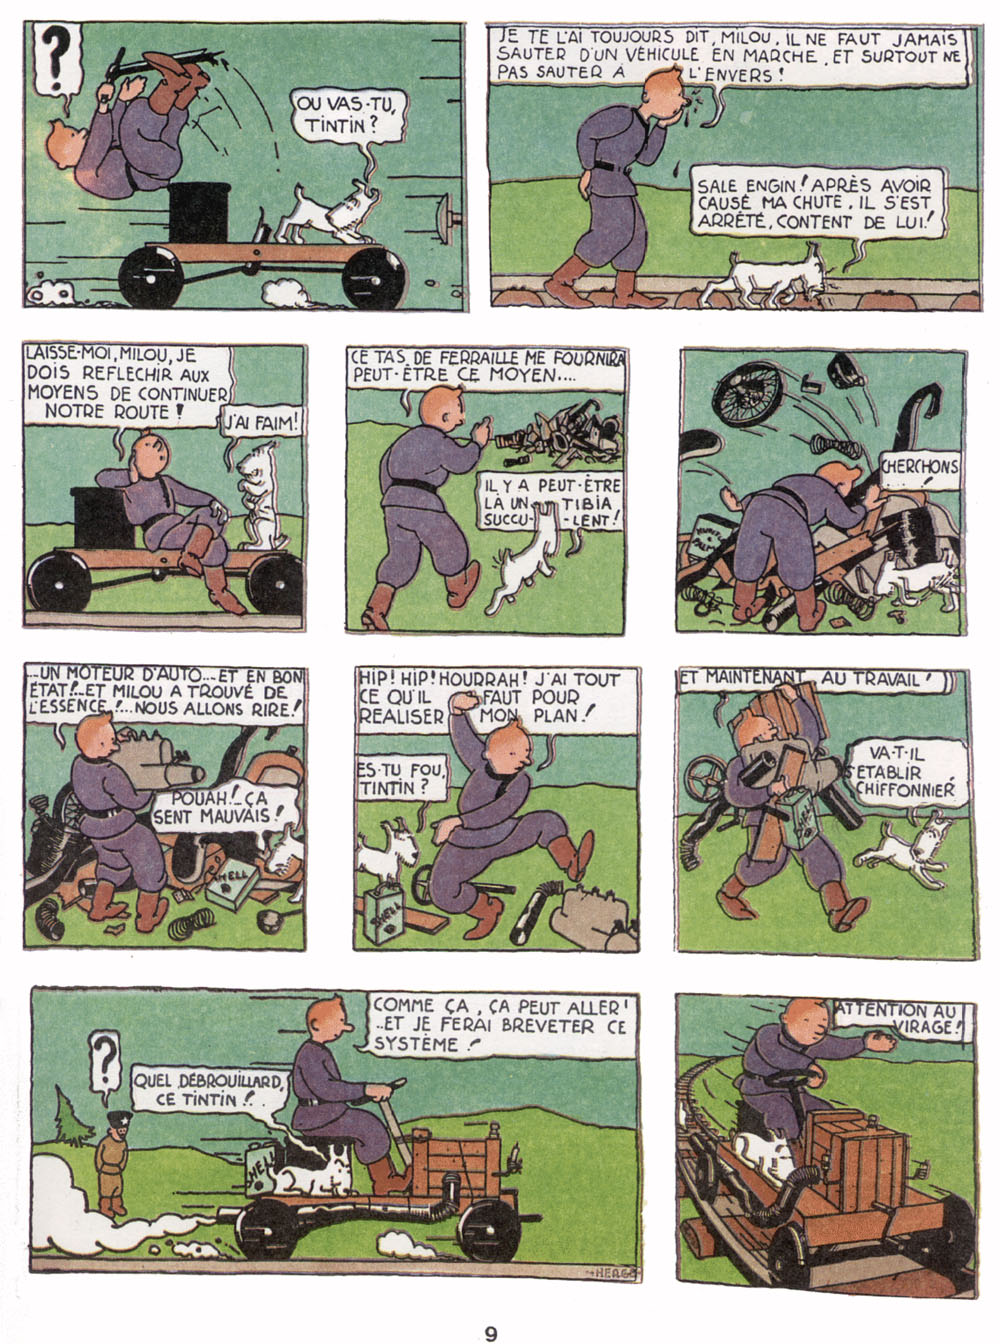 ?
OU VAS-TU,
TINTIN?
JE TE L'AI TOUJOURS DIT, MILOU, IL NE FAUT JAMAIS
SAUTER D'UN VÉHICULE EN MARCHE, ET SURTOUT NE
PAS SAUTER À L'ENVERS!
SALE ENGIN! APRÈS AVOIR
CAUSÉ MA CHUTE, IL S'EST
ARRÊTÉ, CONTENT DE LUI!
LAISSE-MOI, MILOU, JE
DOIS REFLECHIR AUX
MOYENS DE CONTINUER
NOTRE ROUTE!
J'AI FAIM!
CE TAS DE FERRAILLE ME FOURNIRA
PEUT-ÊTRE CE MOYEN....
IL Y A PEUT-ÊTRE
LÀ UN TIBIA
SUCCU- -LENT!
CHERCHONS
!
...UN MOTEUR D'AUTO...ET EN BON
ÉTAT!..ET MILOU A TROUVÉ DE
L'ESSENCE!...NOUS ALLONS RIRE!
POUAH!..ÇA
SENT MAUVAIS!
SHELL
HIP! HIP! HOURRAH! J'AI TOUT
CE QU'IL FAUT POUR
REALISER MON PLAN!
ES-TU FOU,
TINTIN?
SHELL
ET MAINTENANT, AU TRAVAIL!
VA-T-IL
S'ETABLIR
CHIFFONNIER
SHELL
COMME ÇA, ÇA PEUT ALLER!
..ET JE FERAI BREVETER CE
SYSTÈME!
?
QUEL DÉBROUILLARD,
CE TINTIN!..
SHELL
HERGÉ
ATTENTION AU
VIRAGE!
9